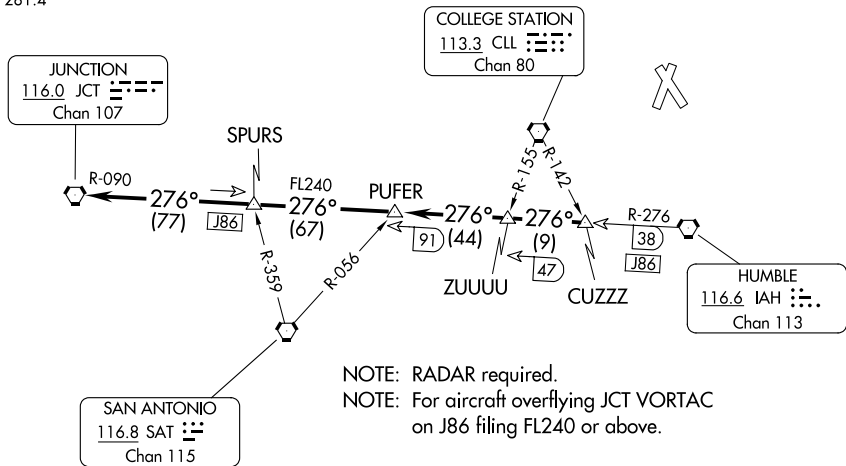 281.4
COLLEGE STATION
113.3 CLL
Chan 80
JUNCTION
116.0 JCT
Chan 107
SPURS
R-090
276°
(77)
J86
FL240
276°
(67)
PUFER
91
276°
(44)
R-155
R-142
276°
(9)
ZUUUU
47
CUZZZ
R-276
38
J86
HUMBLE
116.6 IAH
Chan 113
R-359
R-056
SAN ANTONIO
116.8 SAT
Chan 115
NOTE: RADAR required.
NOTE: For aircraft overflying JCT VORTAC
on J86 filing FL240 or above.